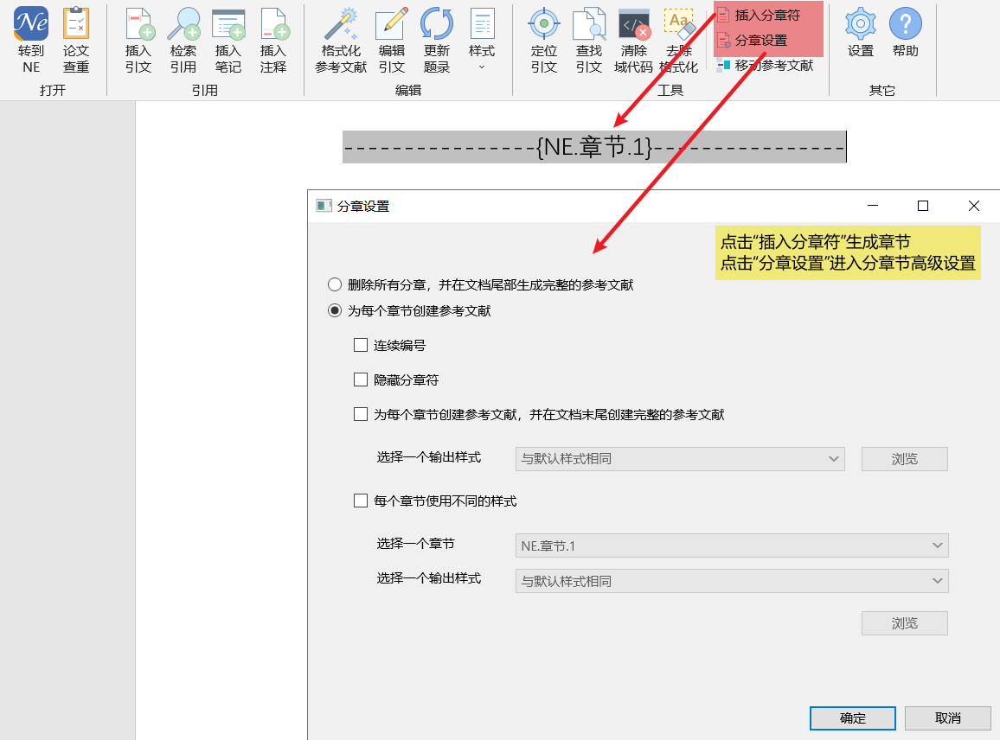 Ne
转到
NE
论文
查重
打开
插入
引文
检索
引用
插入
笔记
插入
注释
引用
格式化
参考文献
编辑
引文
更新
题录
样式
编辑
定位
引文
查找
引文
清除
域代码
Aa
去除
格式化
插入分章符
分章设置
移动参考文献
工具
设置
?
帮助
其它
----------------{NE.章节.1}----------------
分章设置
点击“插入分章符”生成章节
点击“分章设置”进入分章节高级设置
删除所有分章，并在文档尾部生成完整的参考文献
为每个章节创建参考文献
连续编号
隐藏分章符
为每个章节创建参考文献，并在文档末尾创建完整的参考文献
选择一个输出样式
与默认样式相同
浏览
每个章节使用不同的样式
选择一个章节
NE.章节.1
选择一个输出样式
与默认样式相同
浏览
确定
取消